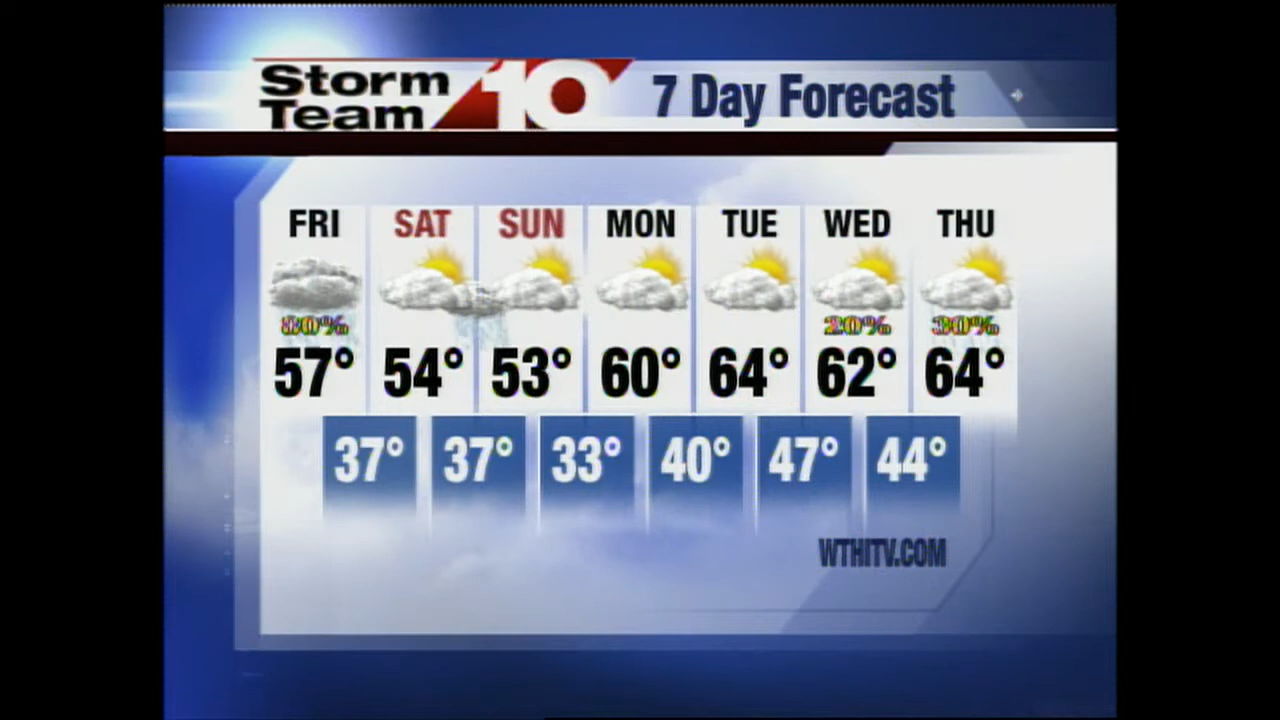 Storm
Team
10
7 Day Forecast
FRI SAT SUN MON TUE WED THU
80% 20% 30%
57° 54° 53° 60° 64° 62° 64°
37° 37° 33° 40° 47° 44°
WTHITV.COM